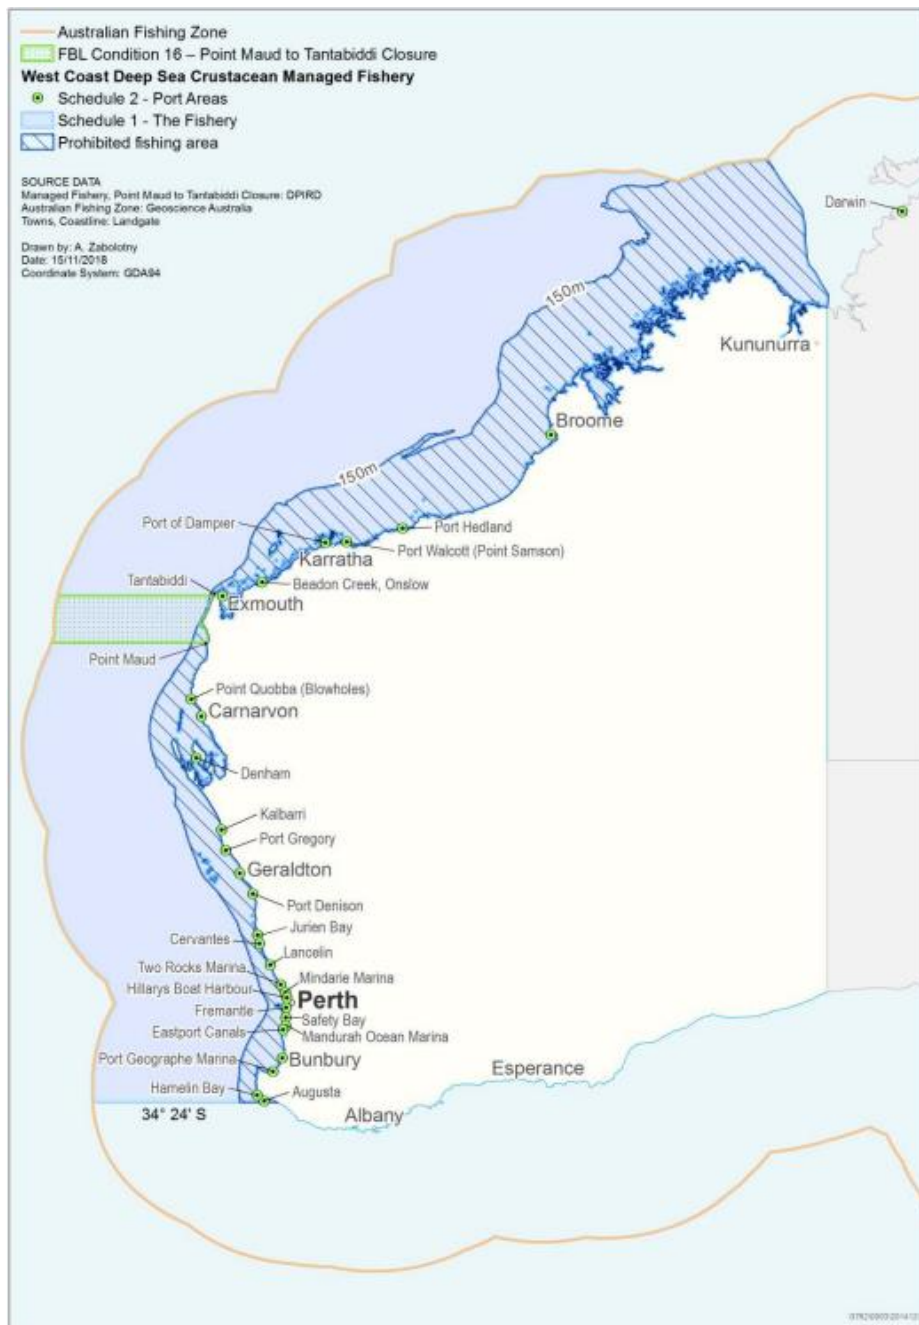 Australian Fishing Zone
FBL Condition 16 – Point Maud to Tantabiddi Closure
West Coast Deep Sea Crustacean Managed Fishery
Schedule 2 - Port Areas
Schedule 1 - The Fishery
Prohibited fishing area
SOURCE DATA
Managed Fishery, Point Maud to Tantabiddi Closure: DPIRD
Australian Fishing Zone: Geoscience Australia
Towns, Coastline: Landgate
Drawn by: A. Zabolotny
Date: 15/11/2018
Coordinate System: GDA94
Darwin
150m
Kununurra
Broome
150m
Port of Dampier
Port Hedland
Port Walcott (Point Samson)
Karratha
Tantabiddi
Beadon Creek, Onslow
Exmouth
Point Maud
Point Quobba (Blowholes)
Carnarvon
Denham
Kalbarri
Port Gregory
Geraldton
Port Denison
Jurien Bay
Cervantes
Lancelin
Two Rocks Marina
Mindarie Marina
Hillarys Boat Harbour
Perth
Fremantle
Safety Bay
Eastport Canals
Mandurah Ocean Marina
Port Geographe Marina
Bunbury
Esperance
Hamelin Bay
Augusta
34° 24' S
Albany